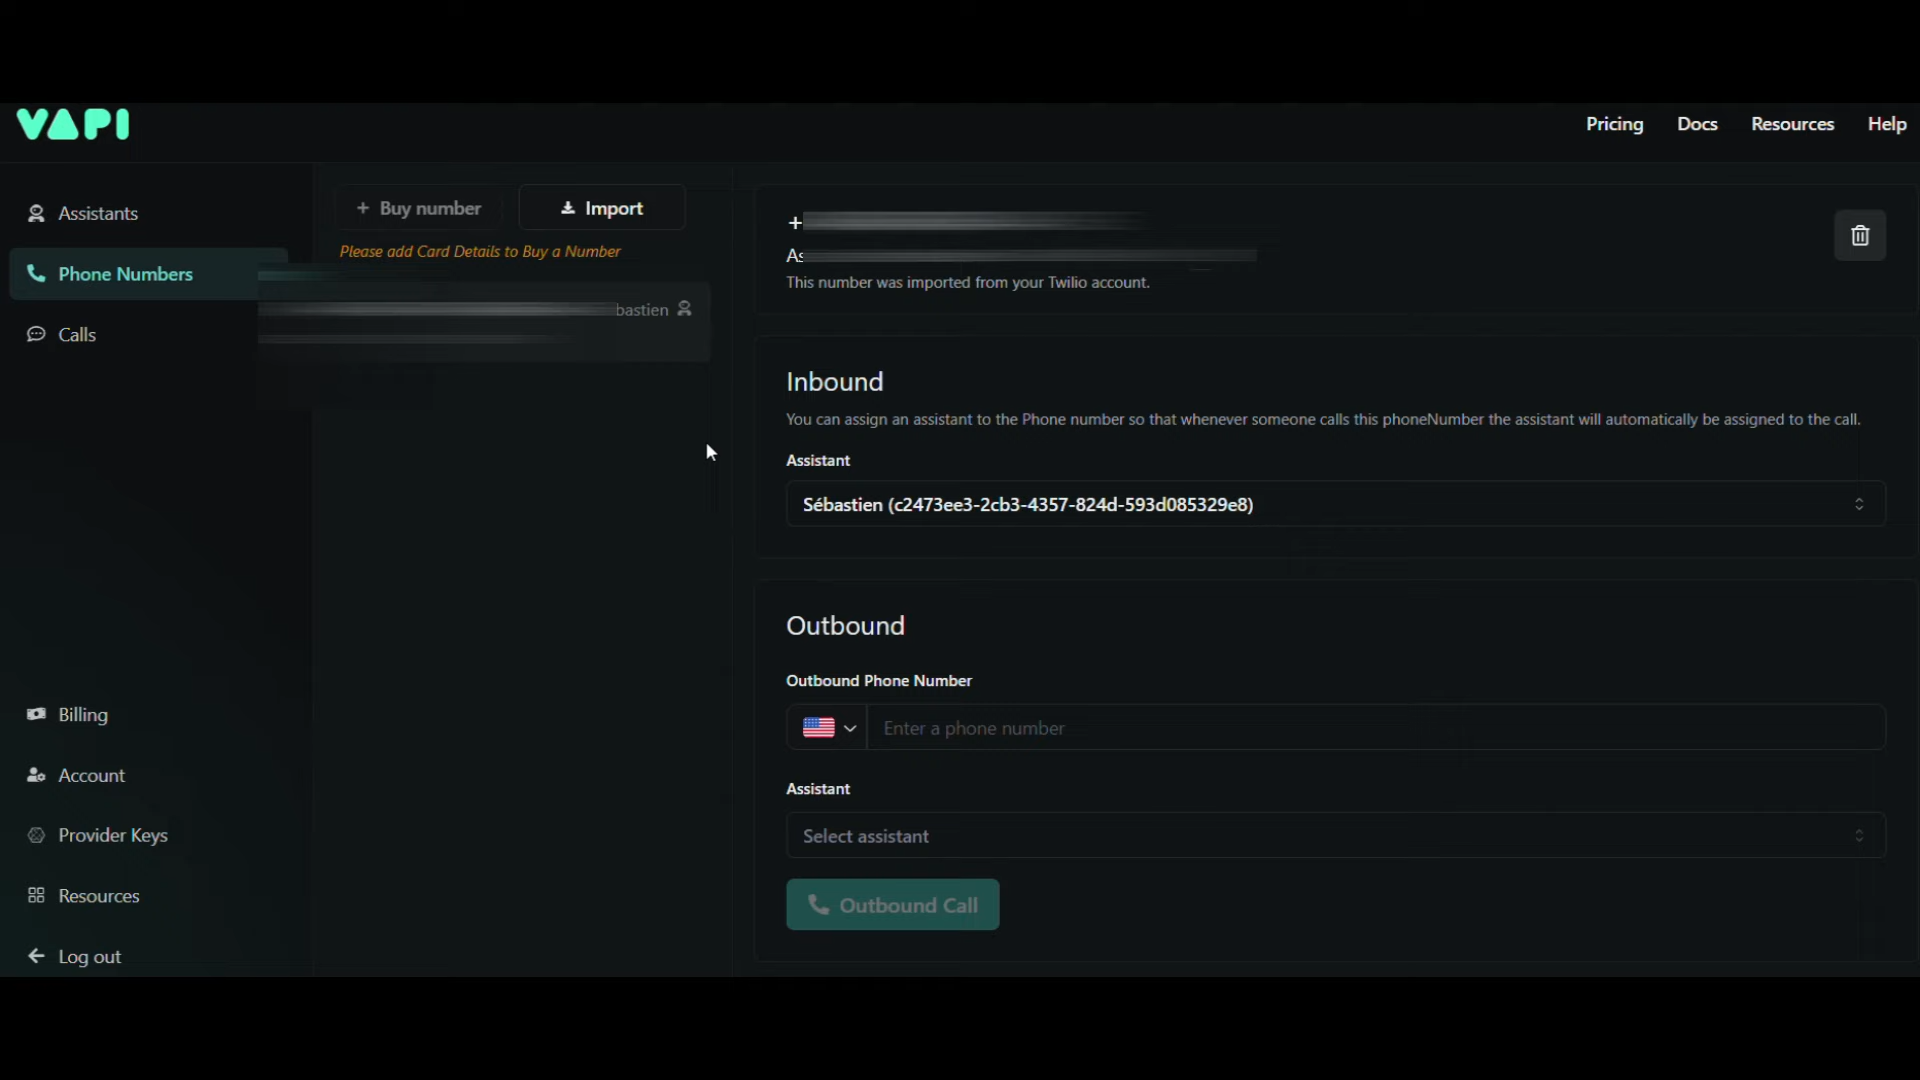 VAPI
Pricing
Docs
Resources
Help
Assistants
Phone Numbers
Calls
Billing
Account
Provider Keys
Resources
Log out
+ Buy number
Import
Please add Card Details to Buy a Number
bastien
+
As
This number was imported from your Twilio account.
Inbound
You can assign an assistant to the Phone number so that whenever someone calls this phoneNumber the assistant will automatically be assigned to the call.
Assistant
Sébastien (c2473ee3-2cb3-4357-824d-593d085329e8)
Outbound
Outbound Phone Number
Enter a phone number
Assistant
Select assistant
Outbound Call